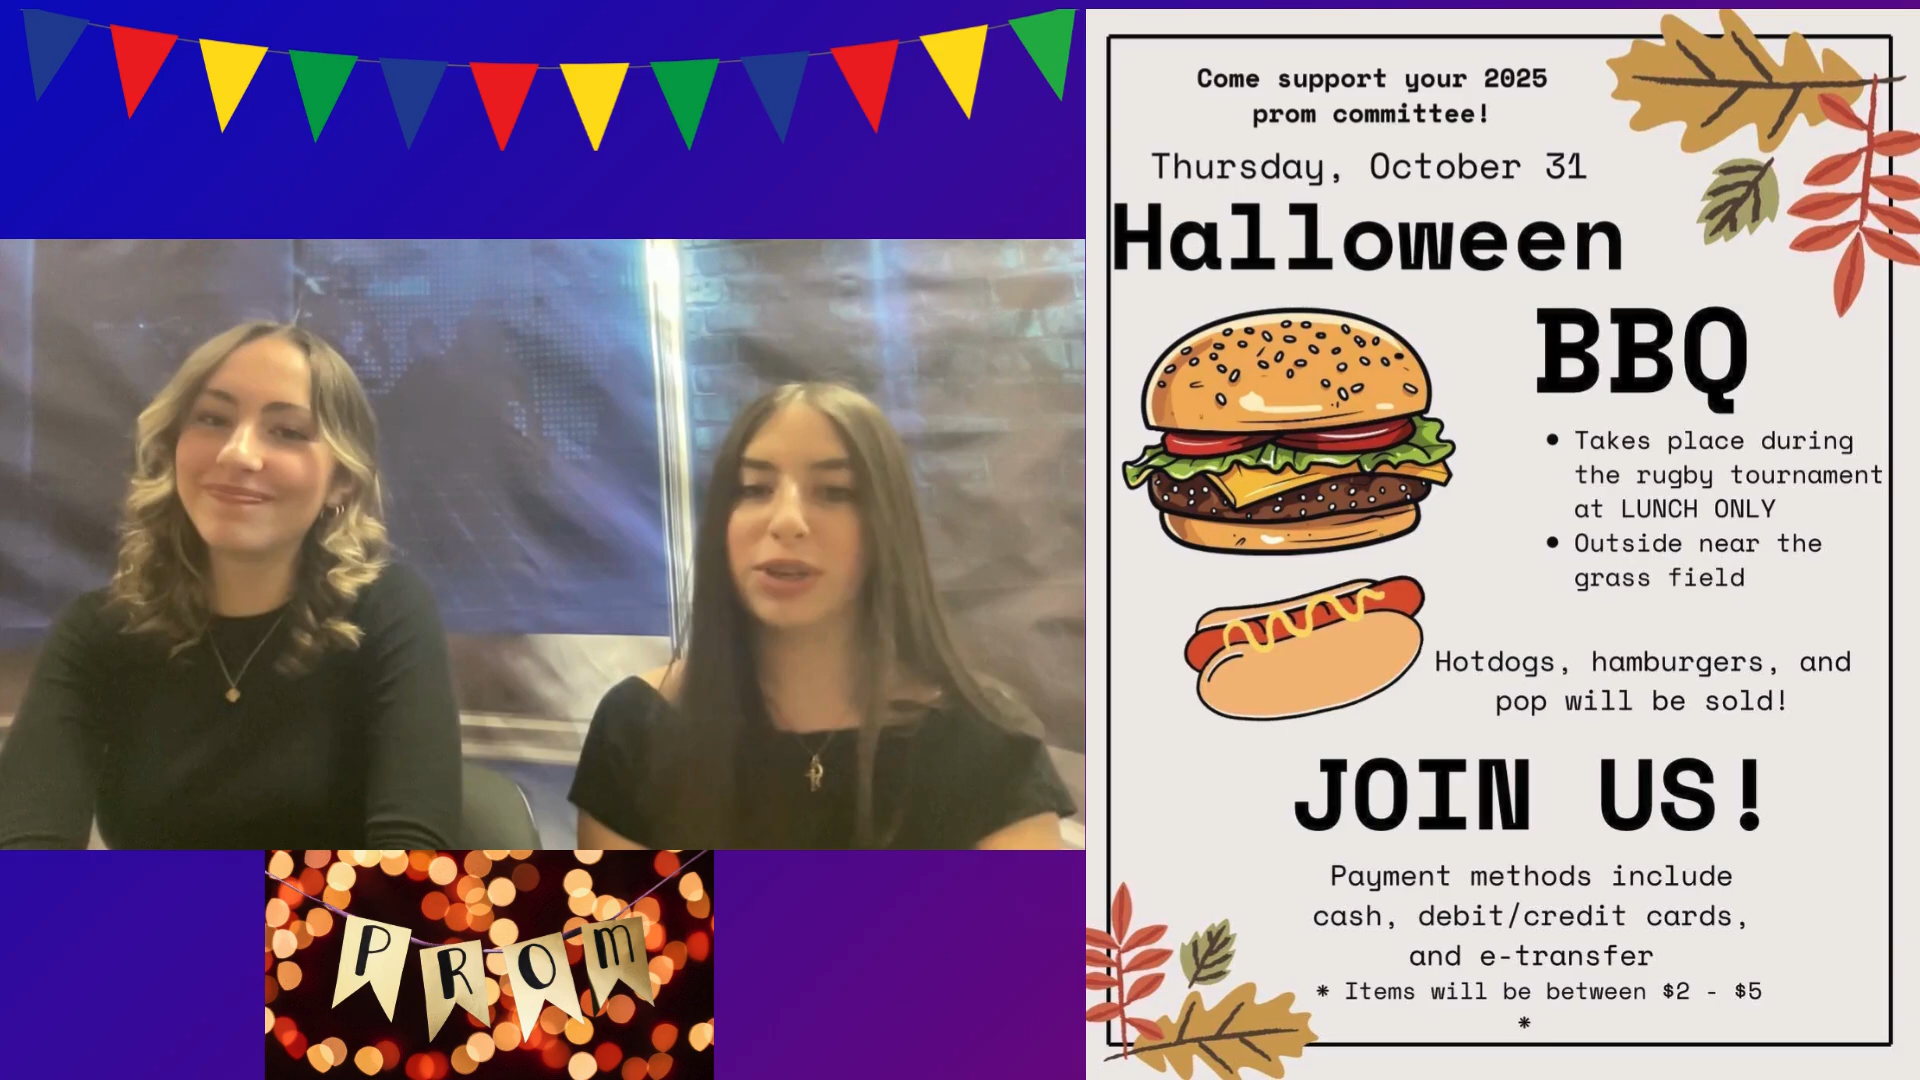 Come support your 2025
prom committee!
Thursday, October 31
Halloween
BBQ
• Takes place during
the rugby tournament
at LUNCH ONLY
• Outside near the
grass field
Hotdogs, hamburgers, and
pop will be sold!
JOIN US!
Payment methods include
cash, debit/credit cards,
and e-transfer
* Items will be between $2 - $5
*
PROM